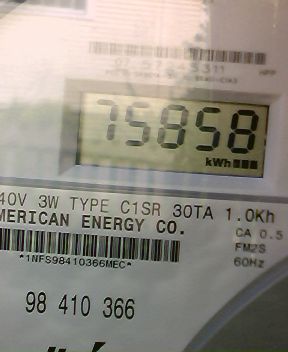 75858
kWh
40V 3W TYPE C1SR 30TA 1.0Kh
MERICAN ENERGY CO.
CA 0.5
FM2S
*1NFS98410366MEC*
60Hz
98 410 366